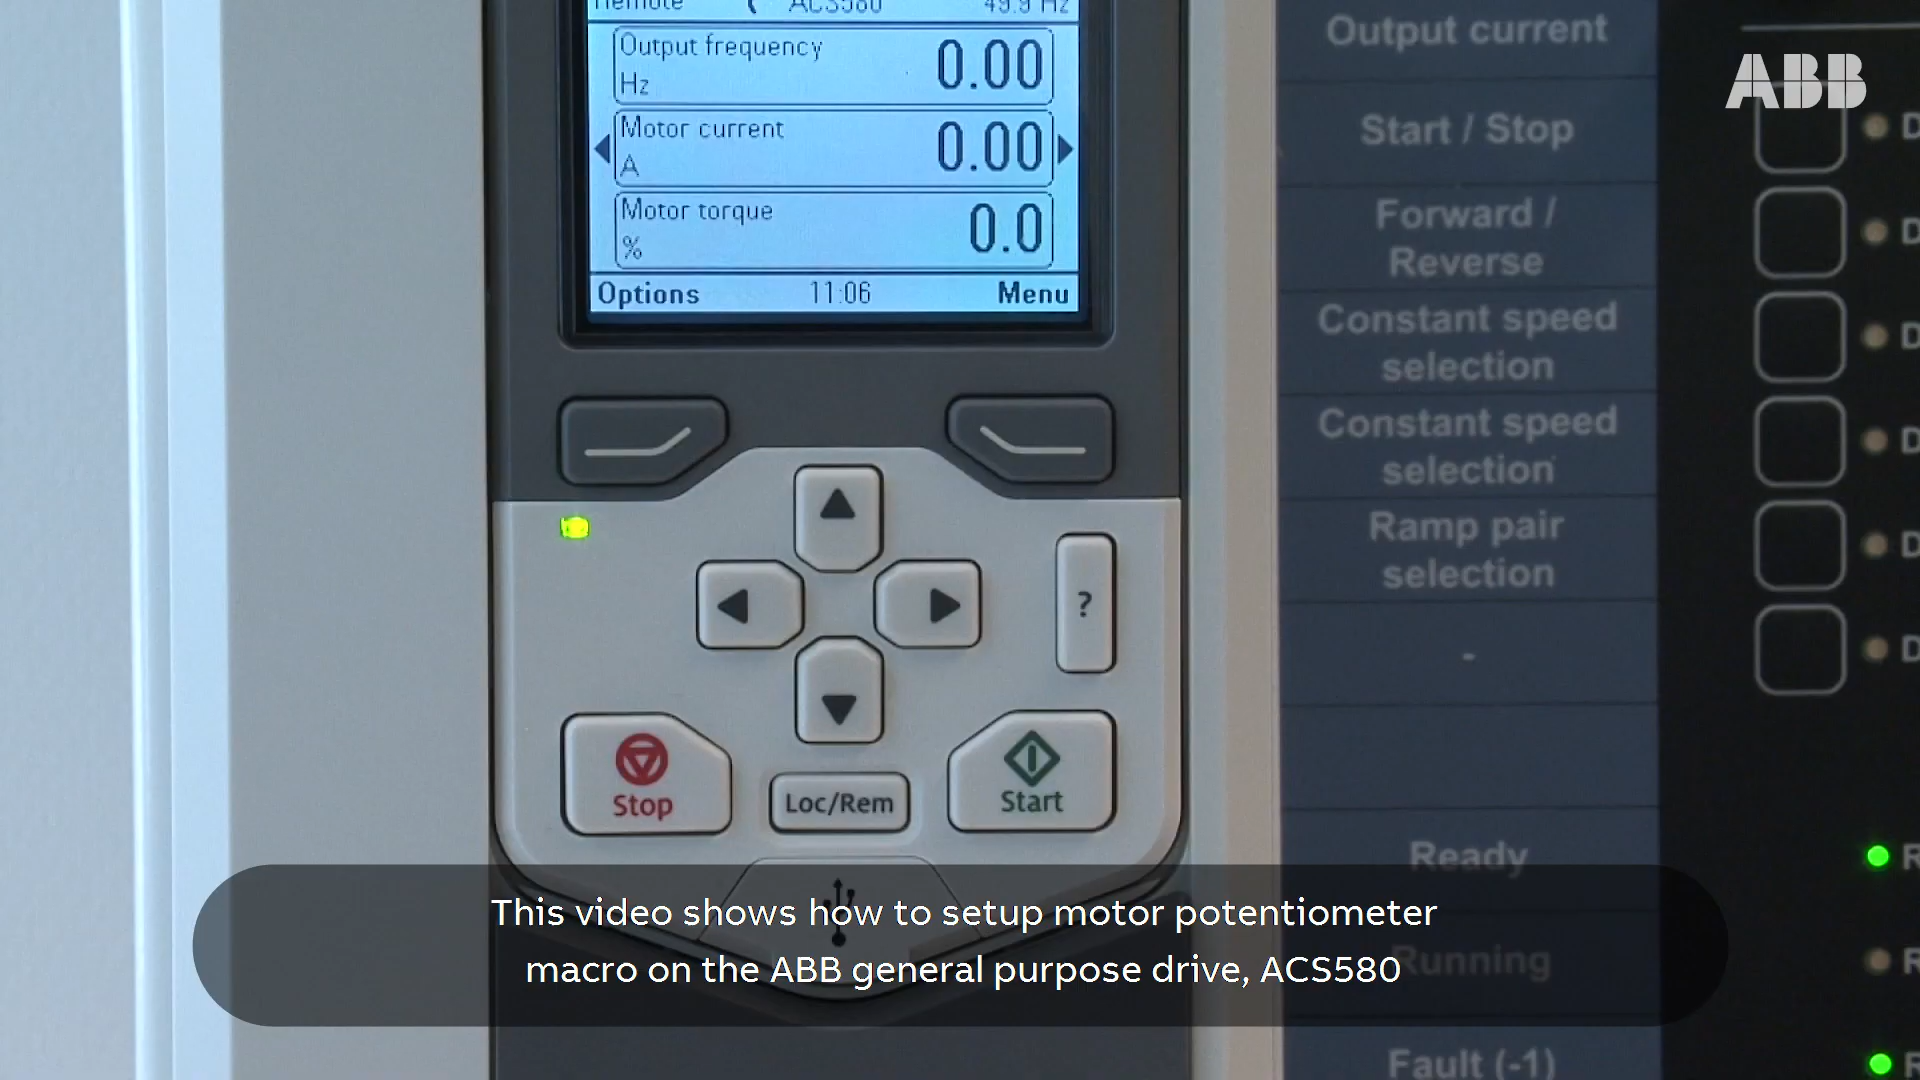 Remote ACS580 49.9 Hz
Output frequency
Hz
0.00
Motor current
A
0.00
Motor torque
%
0.0
Options 11:06 Menu
?
Stop
Loc/Rem
Start
Output current
Start / Stop
Forward /
Reverse
Constant speed
selection
Constant speed
selection
Ramp pair
selection
-
Ready
Running
Fault (-1)
ABB
D
D
D
D
D
D
R
R
R
This video shows how to setup motor potentiometer
macro on the ABB general purpose drive, ACS580